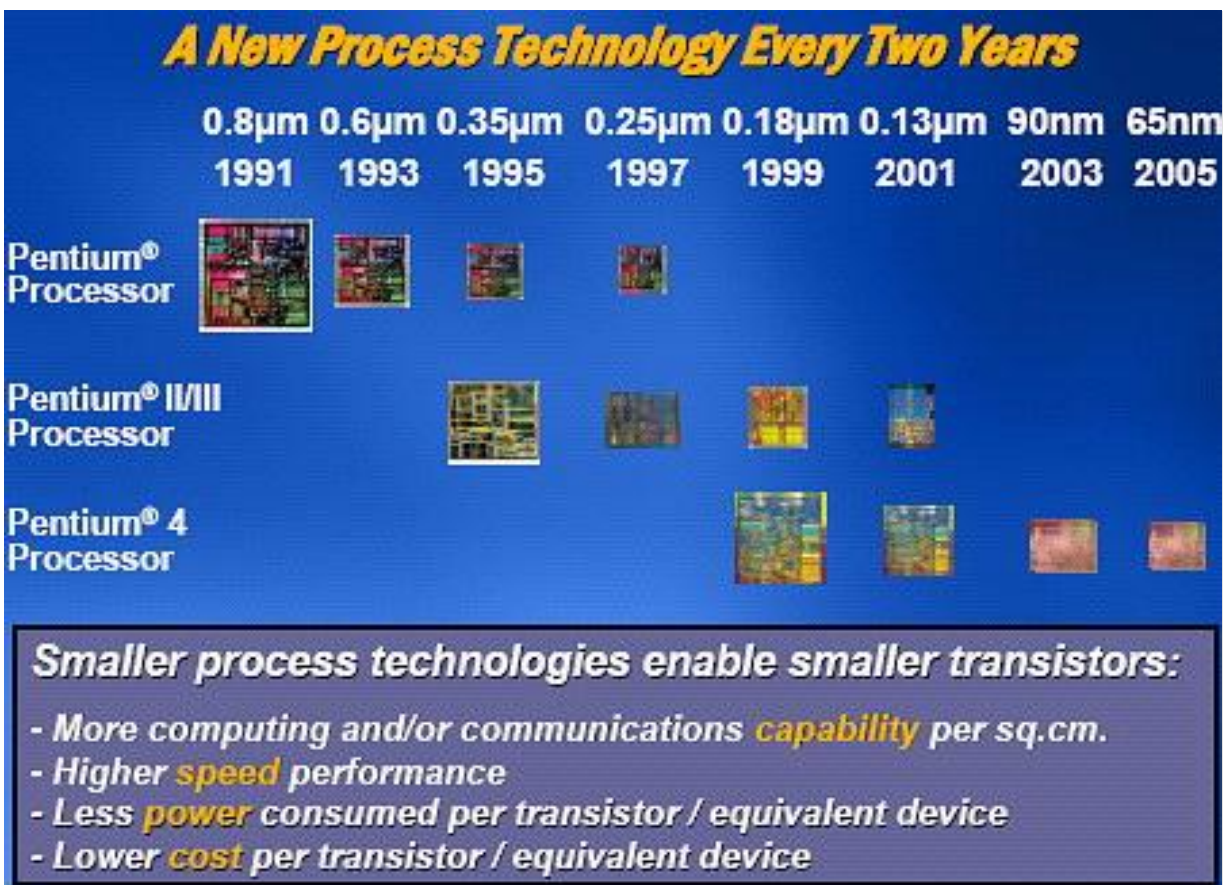 A New Process Technology Every Two Years
0.8µm 0.6µm 0.35µm 0.25µm 0.18µm 0.13µm 90nm 65nm
1991 1993 1995 1997 1999 2001 2003 2005
Pentium®
Processor
Pentium® II/III
Processor
Pentium® 4
Processor
Smaller process technologies enable smaller transistors:
- More computing and/or communications capability per sq.cm.
- Higher speed performance
- Less power consumed per transistor / equivalent device
- Lower cost per transistor / equivalent device